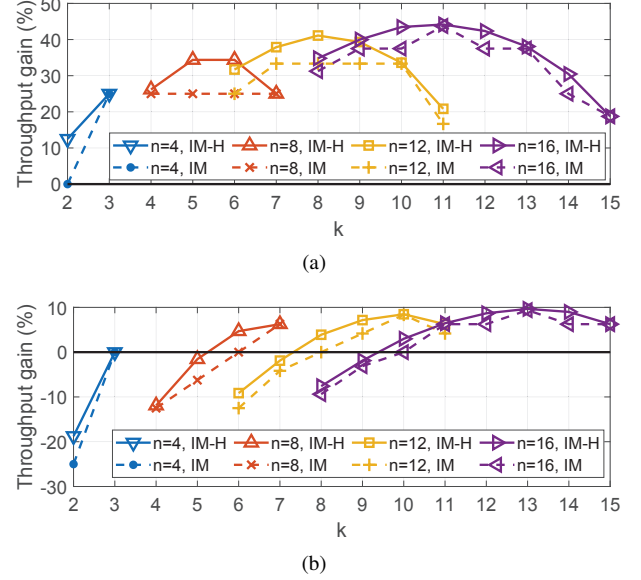 50
40
30
20
10
0
Throughput gain (%)
n=4, IM-H n=8, IM-H n=12, IM-H n=16, IM-H
n=4, IM n=8, IM n=12, IM n=16, IM
2 3 4 5 6 7 8 9 10 11 12 13 14 15
k
(a)
10
0
-10
-20
-30
Throughput gain (%)
n=4, IM-H n=8, IM-H n=12, IM-H n=16, IM-H
n=4, IM n=8, IM n=12, IM n=16, IM
2 3 4 5 6 7 8 9 10 11 12 13 14 15
k
(b)